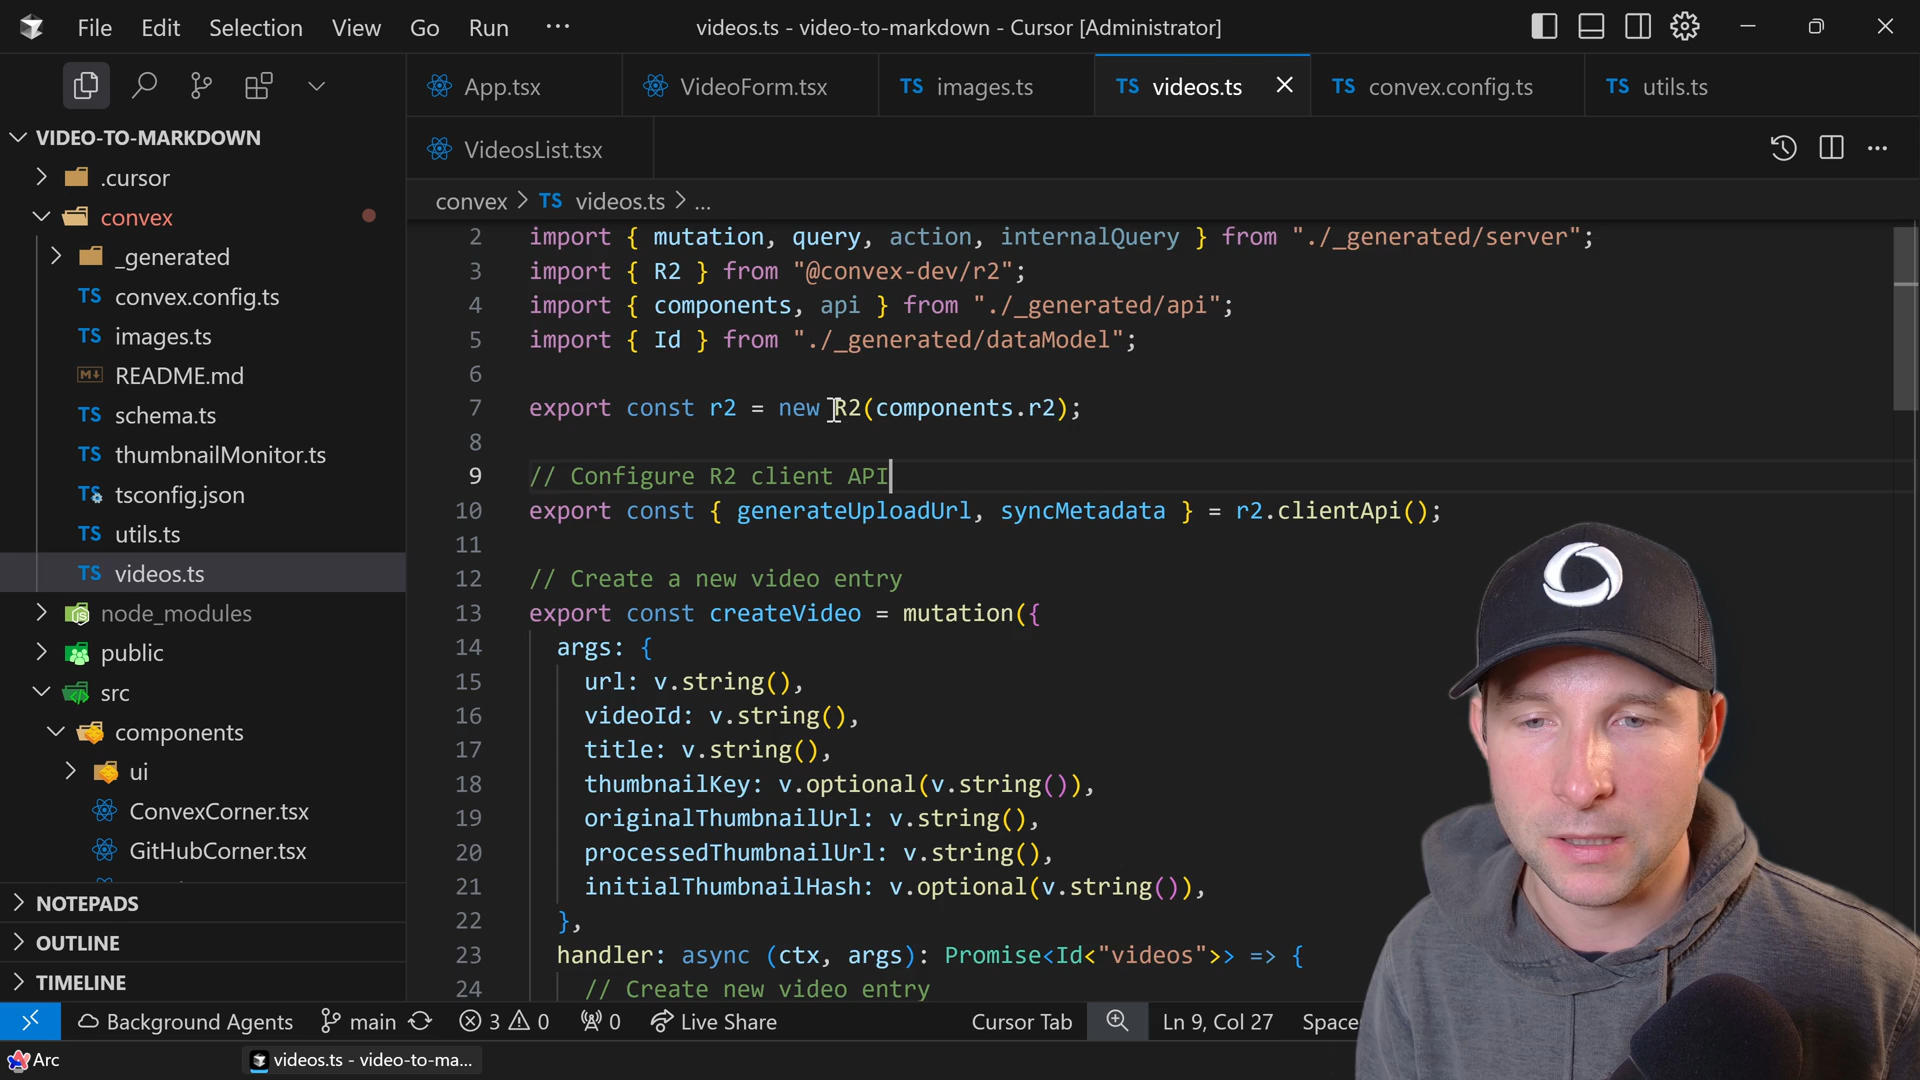 File Edit Selection View Go Run ··· videos.ts - video-to-markdown - Cursor [Administrator]
App.tsx VideoForm.tsx TS images.ts TS videos.ts TS convex.config.ts TS utils.ts
VideosList.tsx
convex > TS videos.ts > ...
VIDEO-TO-MARKDOWN
.cursor
convex
_generated
TS convex.config.ts
TS images.ts
README.md
TS schema.ts
TS thumbnailMonitor.ts
TS tsconfig.json
TS utils.ts
TS videos.ts
node_modules
public
src
components
ui
ConvexCorner.tsx
GitHubCorner.tsx
NOTEPADS
OUTLINE
TIMELINE
2 import { mutation, query, action, internalQuery } from "./_generated/server";
3 import { R2 } from "@convex-dev/r2";
4 import { components, api } from "./_generated/api";
5 import { Id } from "./_generated/dataModel";
6
7 export const r2 = new R2(components.r2);
8
9 // Configure R2 client API
10 export const { generateUploadUrl, syncMetadata } = r2.clientApi();
11
12 // Create a new video entry
13 export const createVideo = mutation({
14 args: {
15 url: v.string(),
16 videoId: v.string(),
17 title: v.string(),
18 thumbnailKey: v.optional(v.string()),
19 originalThumbnailUrl: v.string(),
20 processedThumbnailUrl: v.string(),
21 initialThumbnailHash: v.optional(v.string()),
22 },
23 handler: async (ctx, args): Promise<Id<"videos">> => {
24 // Create new video entry
Background Agents main 3 0 0 Live Share Cursor Tab Ln 9, Col 27 Space
Arc videos.ts - video-to-ma...